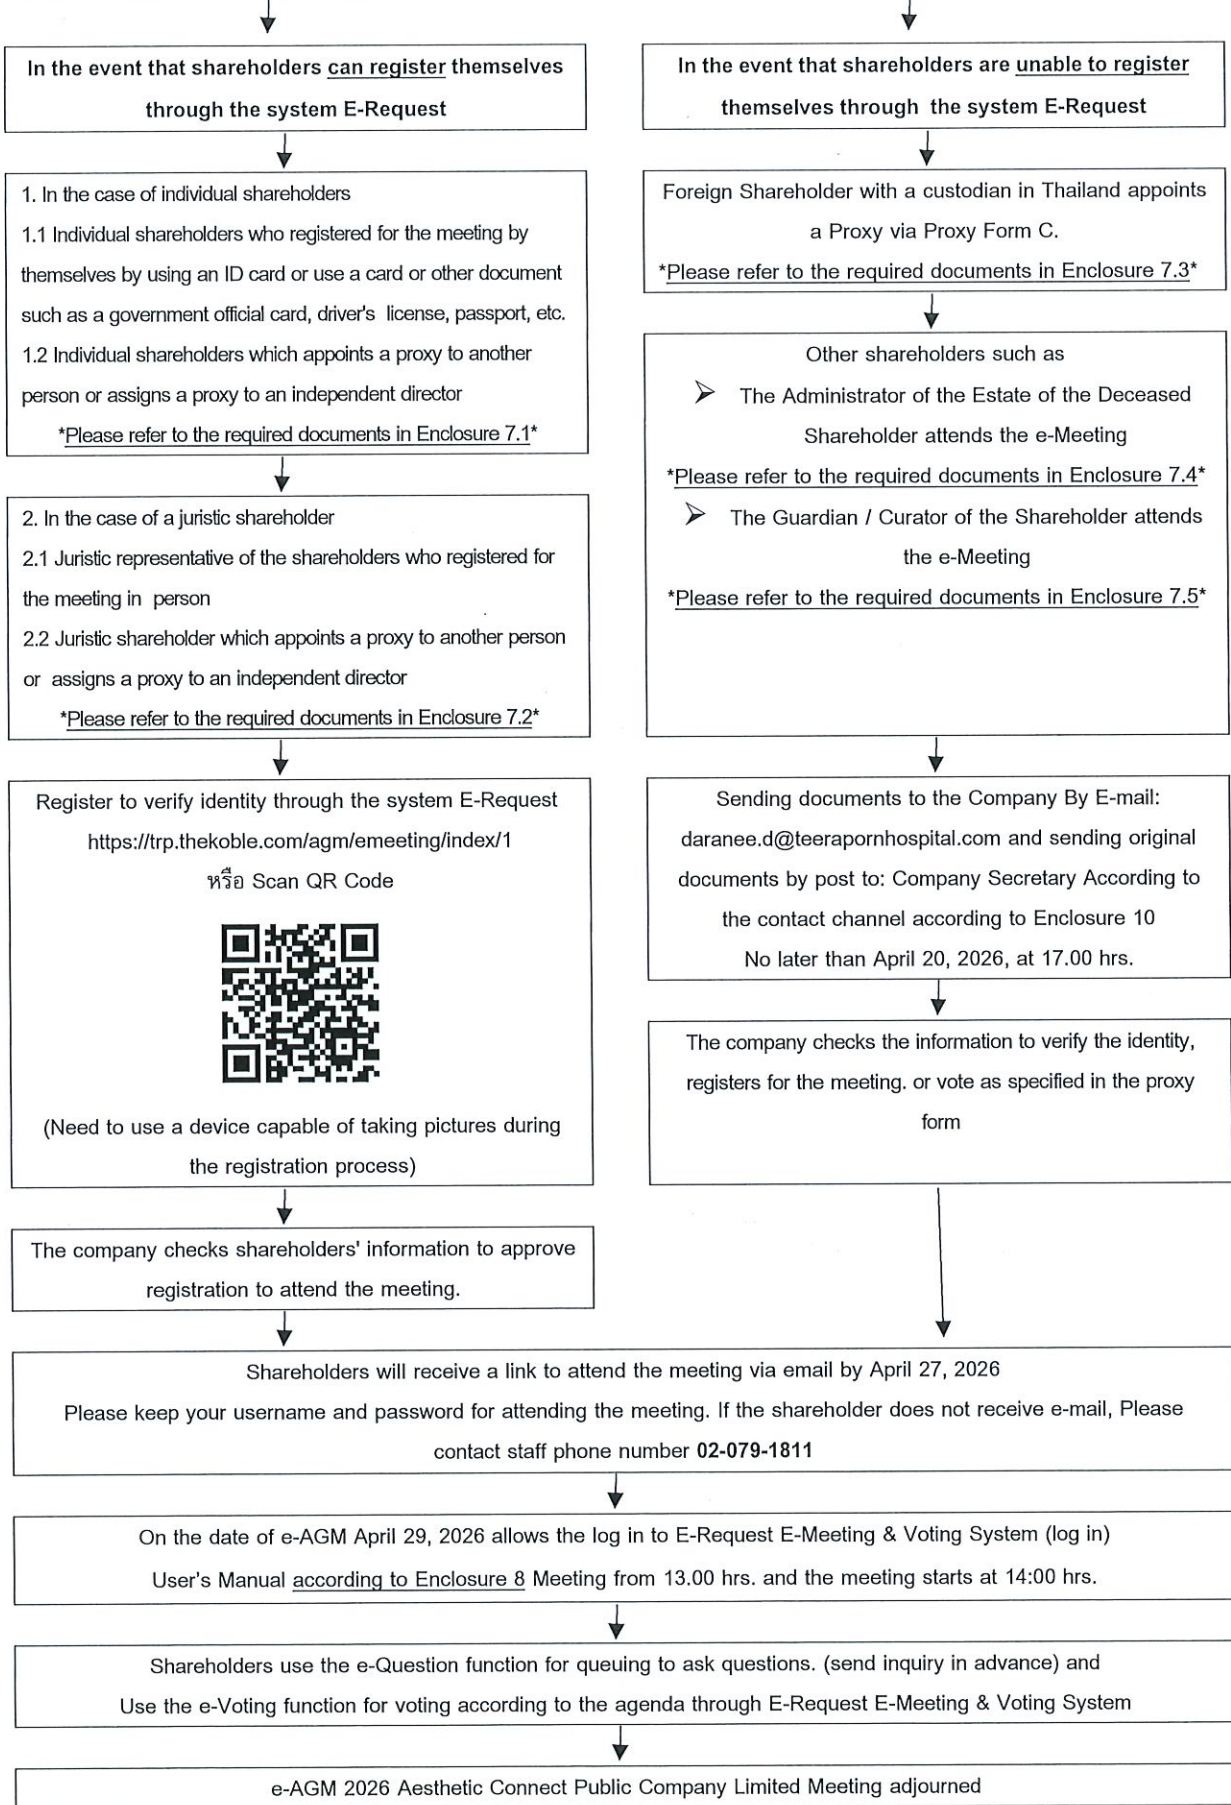 In the event that shareholders can register themselves
through the system E-Request
1. In the case of individual shareholders
1.1 Individual shareholders who registered for the meeting by
themselves by using an ID card or use a card or other document
such as a government official card, driver's license, passport, etc.
1.2 Individual shareholders which appoints a proxy to another
person or assigns a proxy to an independent director
*Please refer to the required documents in Enclosure 7.1*
2. In the case of a juristic shareholder
2.1 Juristic representative of the shareholders who registered for
the meeting in person
2.2 Juristic shareholder which appoints a proxy to another person
or assigns a proxy to an independent director
*Please refer to the required documents in Enclosure 7.2*
Register to verify identity through the system E-Request
https://trp.thekoble.com/agm/emeeting/index/1
หรือ Scan QR Code
(Need to use a device capable of taking pictures during
the registration process)
The company checks shareholders' information to approve
registration to attend the meeting.
In the event that shareholders are unable to register
themselves through the system E-Request
Foreign Shareholder with a custodian in Thailand appoints
a Proxy via Proxy Form C.
*Please refer to the required documents in Enclosure 7.3*
Other shareholders such as
➢ The Administrator of the Estate of the Deceased
Shareholder attends the e-Meeting
*Please refer to the required documents in Enclosure 7.4*
➢ The Guardian / Curator of the Shareholder attends
the e-Meeting
*Please refer to the required documents in Enclosure 7.5*
Sending documents to the Company By E-mail:
daranee.d@teerapornhospital.com and sending original
documents by post to: Company Secretary According to
the contact channel according to Enclosure 10
No later than April 20, 2026, at 17.00 hrs.
The company checks the information to verify the identity,
registers for the meeting. or vote as specified in the proxy
form
Shareholders will receive a link to attend the meeting via email by April 27, 2026
Please keep your username and password for attending the meeting. If the shareholder does not receive e-mail, Please
contact staff phone number 02-079-1811
On the date of e-AGM April 29, 2026 allows the log in to E-Request E-Meeting & Voting System (log in)
User's Manual according to Enclosure 8 Meeting from 13.00 hrs. and the meeting starts at 14:00 hrs.
Shareholders use the e-Question function for queuing to ask questions. (send inquiry in advance) and
Use the e-Voting function for voting according to the agenda through E-Request E-Meeting & Voting System
e-AGM 2026 Aesthetic Connect Public Company Limited Meeting adjourned